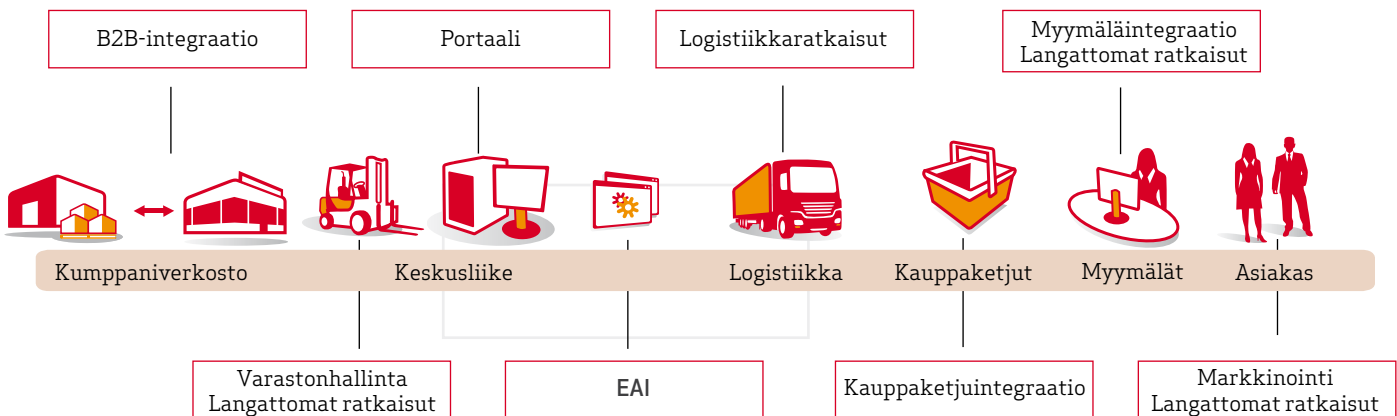 B2B-integraatio
Portaali
Logistiikkaratkaisut
Myymäläintegraatio
Langattomat ratkaisut
Kumppaniverkosto
Keskusliike
Logistiikka
Kauppaketjut
Myymälät
Asiakas
Varastonhallinta
Langattomat ratkaisut
EAI
Kauppaketjuintegraatio
Markkinointi
Langattomat ratkaisut